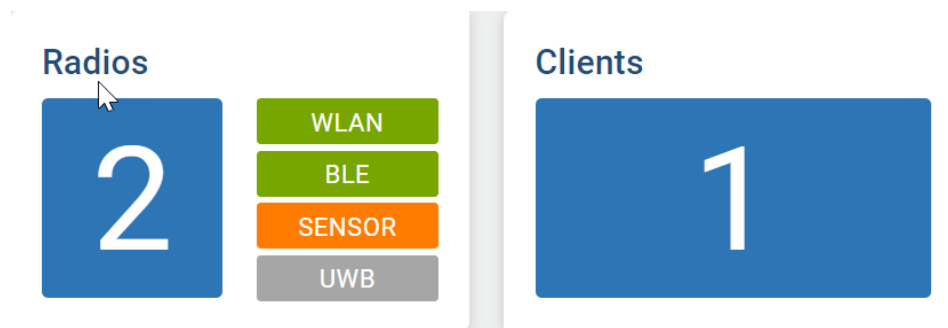 Radios
2
WLAN
BLE
SENSOR
UWB
Clients
1